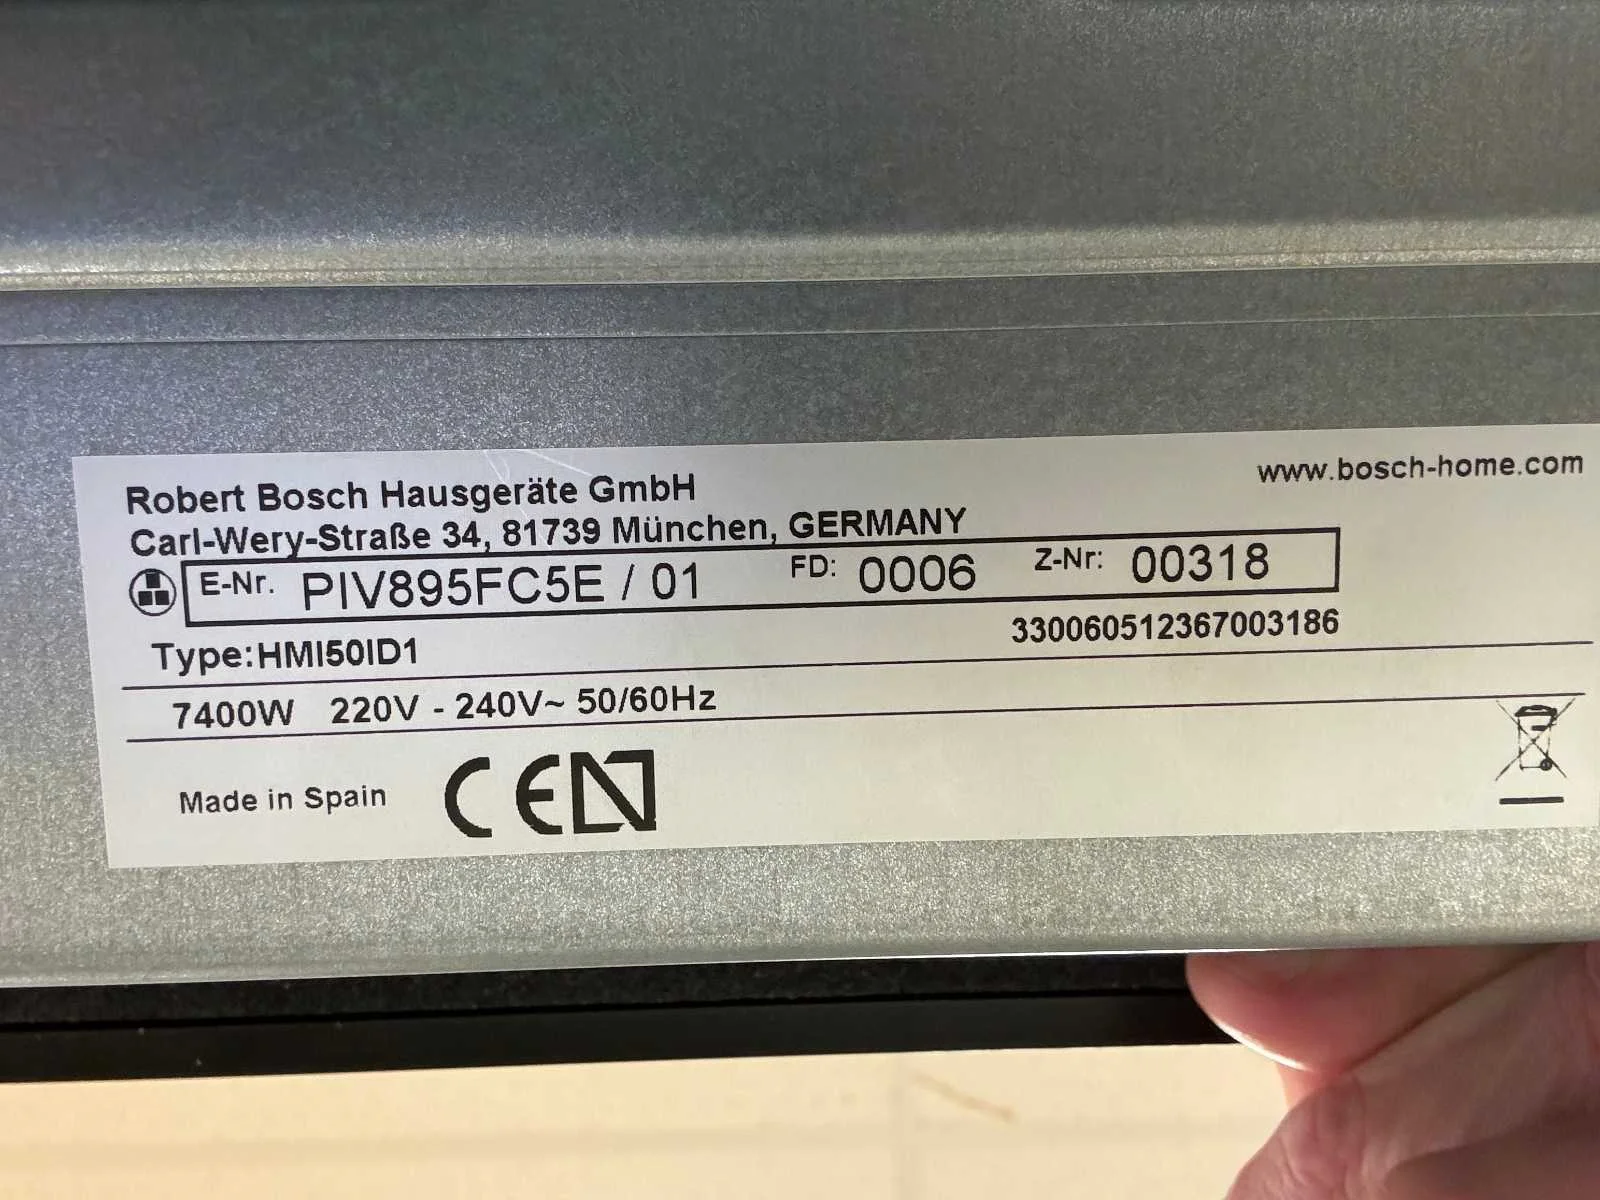 Robert Bosch Hausgeräte GmbH
www.bosch-home.com
Carl-Wery-Straße 34, 81739 München, GERMANY
E-Nr. PIV895FC5E / 01 FD: 0006 Z-Nr: 00318
Type:HMI50ID1
330060512367003186
7400W 220V - 240V~ 50/60Hz
Made in Spain CE N